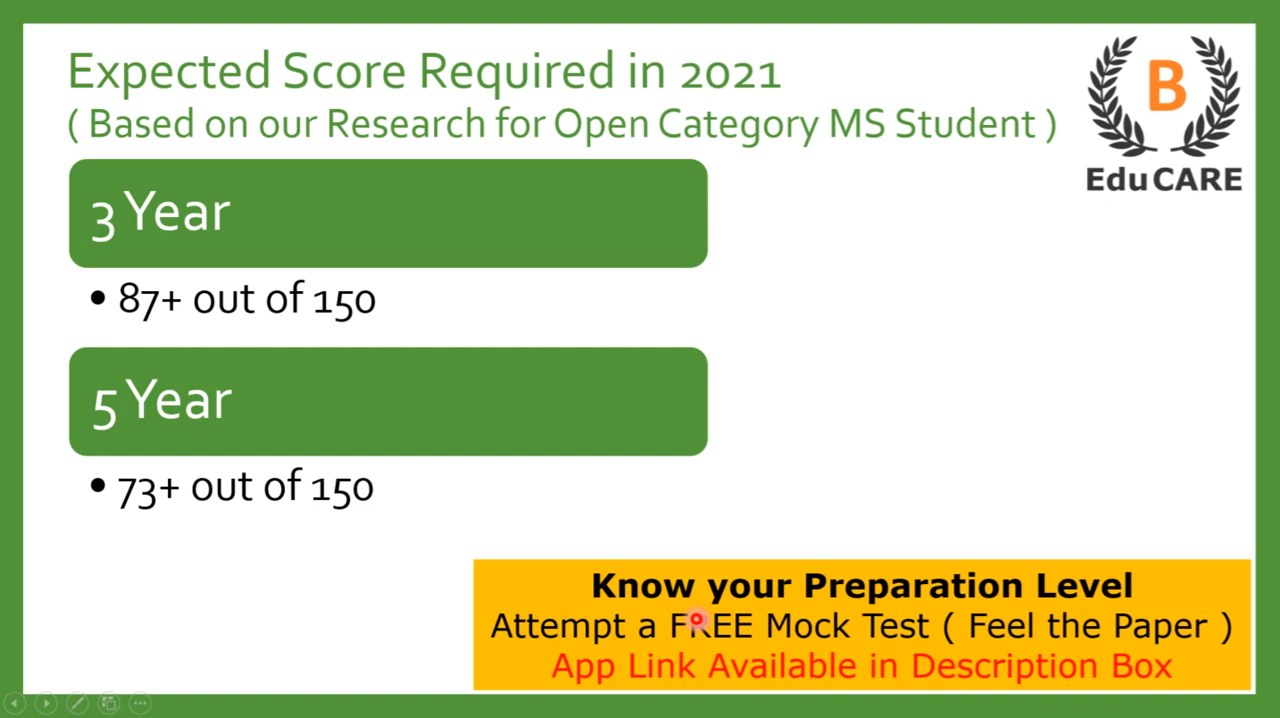 Expected Score Required in 2021
( Based on our Research for Open Category MS Student )
B
EduCARE
3 Year
• 87+ out of 150
5 Year
• 73+ out of 150
Know your Preparation Level
Attempt a FREE Mock Test ( Feel the Paper )
App Link Available in Description Box